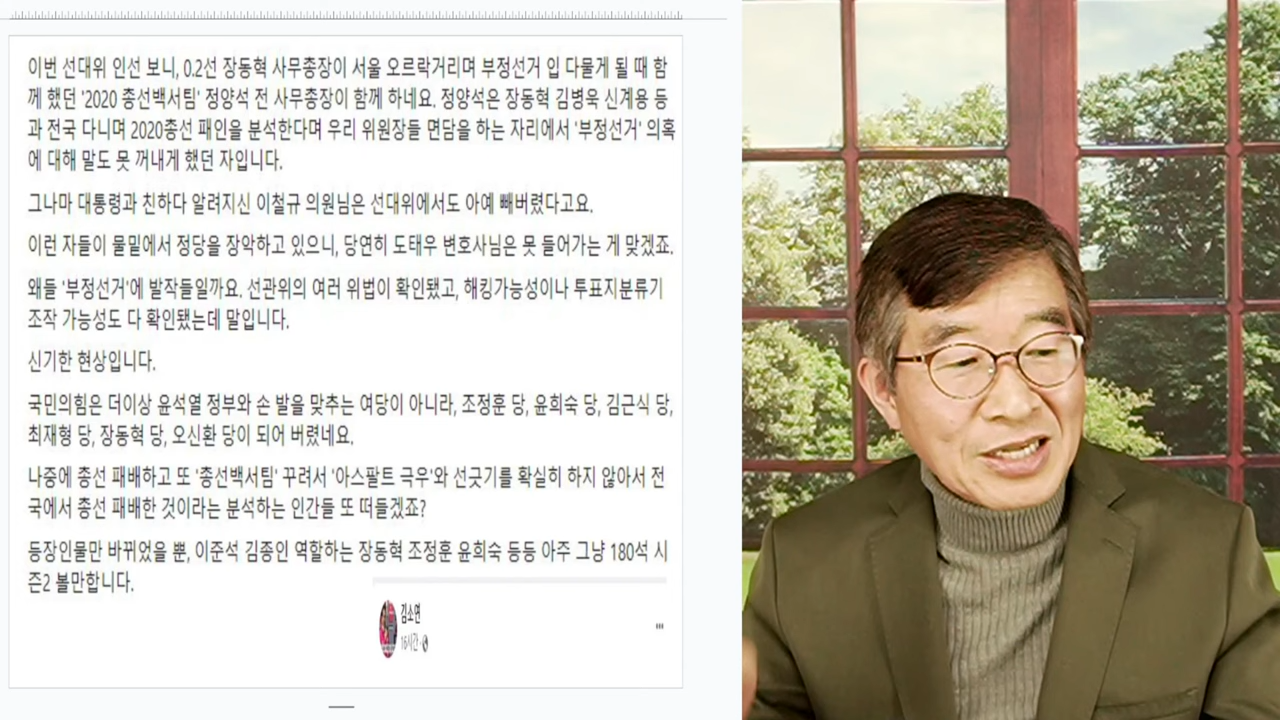 이번 선대위 인선 보니, 0.2선 장동혁 사무총장이 서울 오르락거리며 부정선거 입 다물게 될 때 함
께 했던 '2020 총선백서팀' 정양석 전 사무총장이 함께 하네요. 정양석은 장동혁 김병욱 신계용 등
과 전국 다니며 2020총선 패인을 분석한다며 우리 위원장들 면담을 하는 자리에서 '부정선거' 의혹
에 대해 말도 못 꺼내게 했던 자입니다.
그나마 대통령과 친하다 알려지신 이철규 의원님은 선대위에서도 아예 빼버렸다고요.
이런 자들이 물밑에서 정당을 장악하고 있으니, 당연히 도태우 변호사님은 못 들어가는 게 맞겠죠.
왜들 '부정선거'에 발작들일까요. 선관위의 여러 위법이 확인됐고, 해킹가능성이나 투표지분류기
조작 가능성도 다 확인됐는데 말입니다.
신기한 현상입니다.
국민의힘은 더이상 윤석열 정부와 손 발을 맞추는 여당이 아니라, 조정훈 당, 윤희숙 당, 김근식 당,
최재형 당, 장동혁 당, 오신환 당이 되어 버렸네요.
나중에 총선 패배하고 또 '총선백서팀' 꾸려서 '아스팔트 극우'와 선긋기를 확실히 하지 않아서 전
국에서 총선 패배한 것이라는 분석하는 인간들 또 떠들겠죠?
등장인물만 바뀌었을 뿐, 이준석 김종인 역할하는 장동혁 조정훈 윤희숙 등등 아주 그냥 180석 시
즌2 볼만합니다.
김소연
16시간